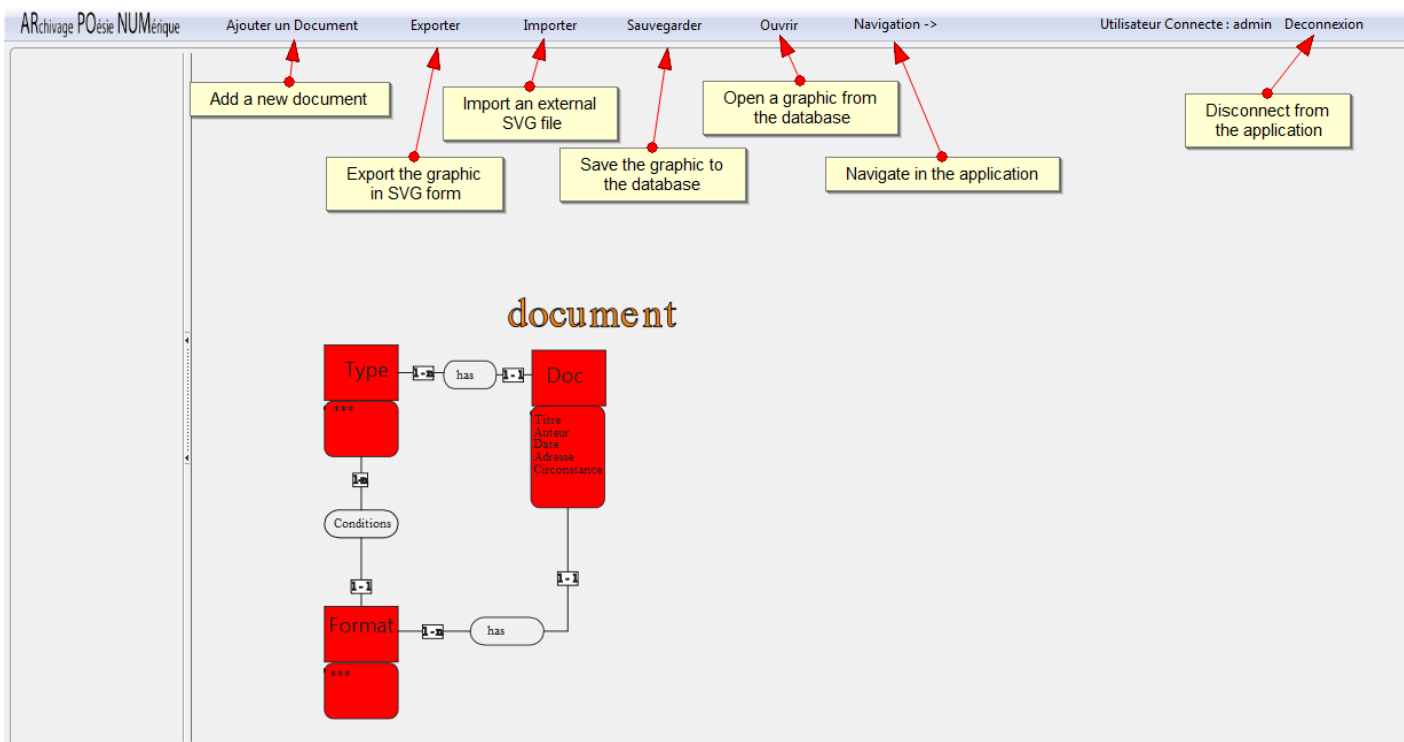 ARchivage POésie NUMérique Ajouter un Document Exporter Importer Sauvegarder Ouvrir Navigation -> Utilisateur Connecte : admin Deconnexion
Add a new document
Import an external
SVG file
Open a graphic from
the database
Disconnect from
the application
Export the graphic
in SVG form
Save the graphic to
the database
Navigate in the application
document
Type 1-n has 1-1 Doc
***
Titre
Auteur
Date
Adresse
Circonstance
1-n
Conditions
1-1
1-1
Format 1-n has
***